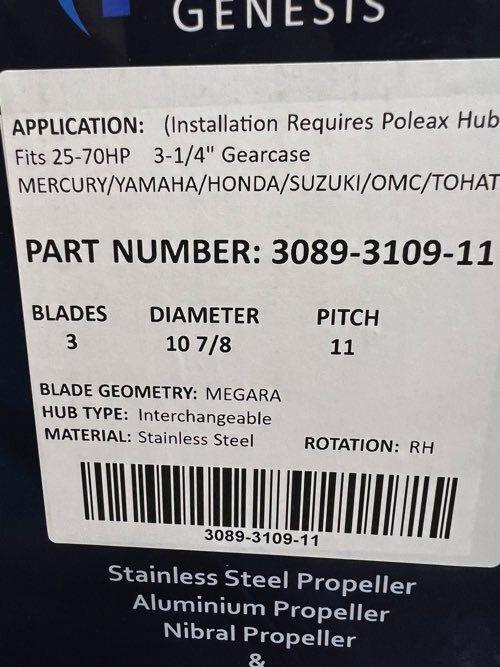 GENESIS
APPLICATION: (Installation Requires Poleax Hub
Fits 25-70HP 3-1/4" Gearcase
MERCURY/YAMAHA/HONDA/SUZUKI/OMC/TOHAT
PART NUMBER: 3089-3109-11
BLADES DIAMETER PITCH
3 10 7/8 11
BLADE GEOMETRY: MEGARA
HUB TYPE: Interchangeable
MATERIAL: Stainless Steel ROTATION: RH
3089-3109-11
Stainless Steel Propeller
Aluminium Propeller
Nibral Propeller
&